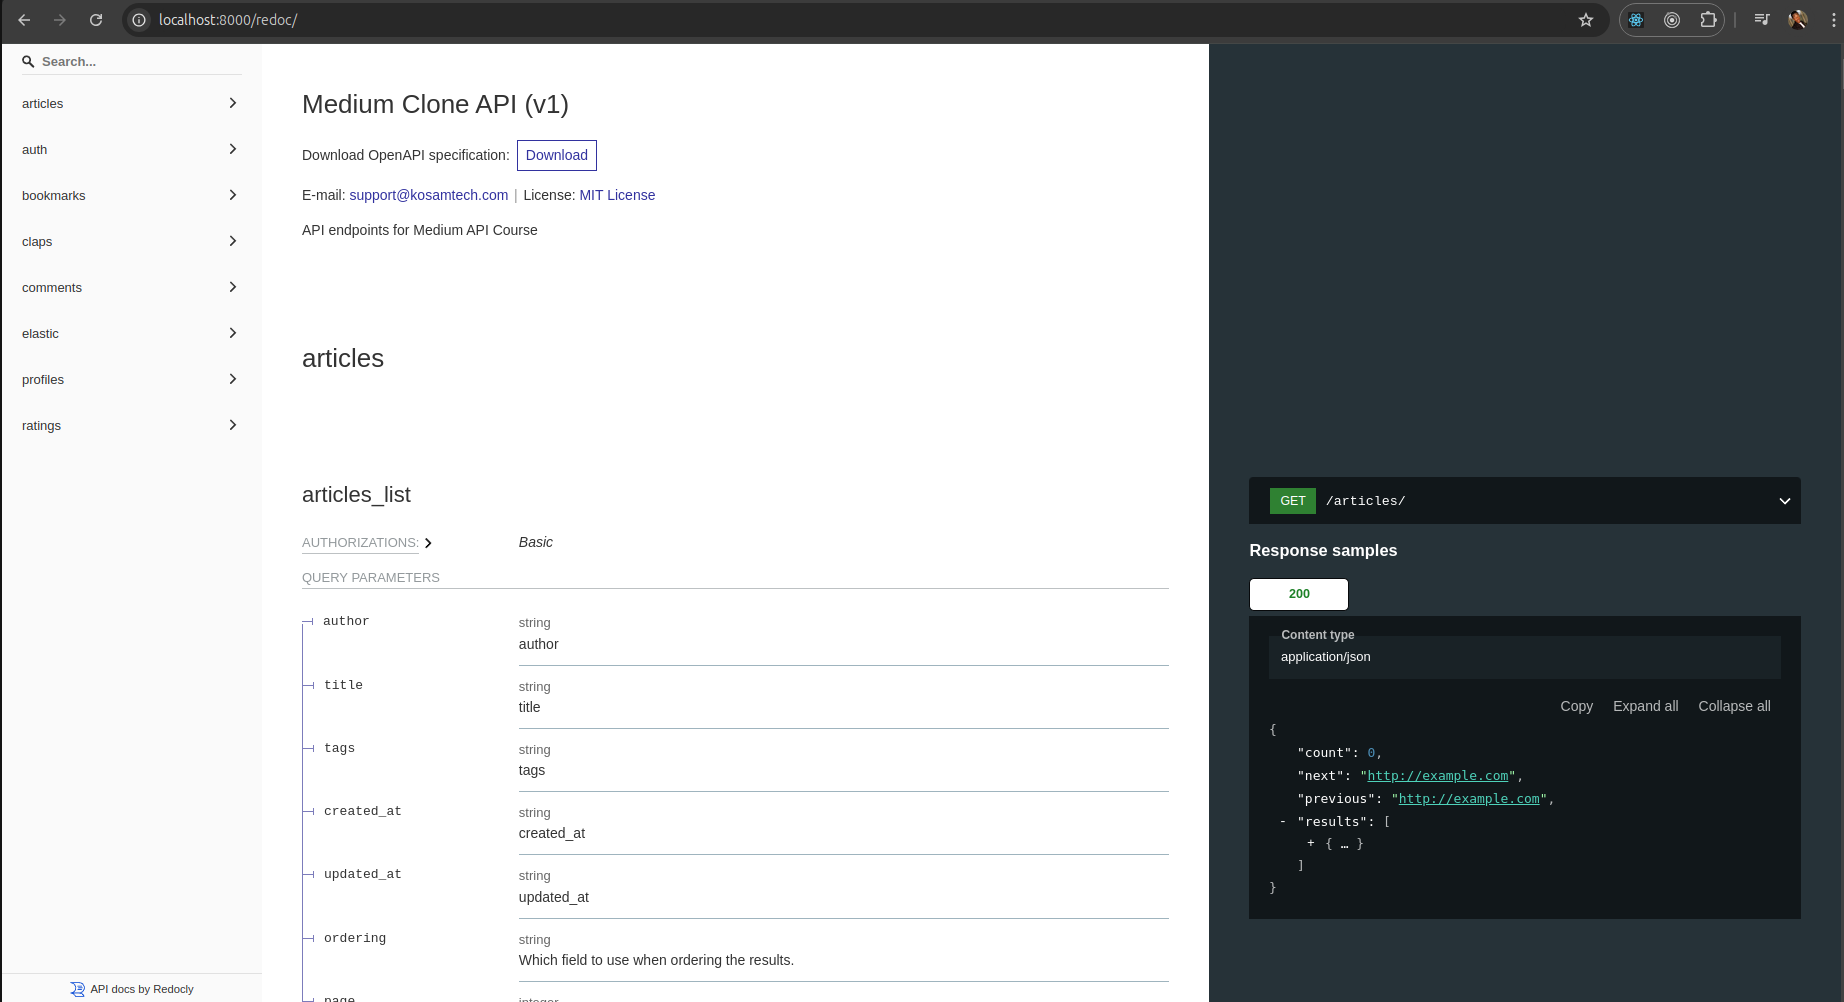 localhost:8000/redoc/
Search...
articles
auth
bookmarks
claps
comments
elastic
profiles
ratings
API docs by Redocly
Medium Clone API (v1)
Download OpenAPI specification: Download
E-mail: support@kosamtech.com | License: MIT License
API endpoints for Medium API Course
articles
articles_list
AUTHORIZATIONS: Basic
QUERY PARAMETERS
author string
author
title string
title
tags string
tags
created_at string
created_at
updated_at string
updated_at
ordering string
Which field to use when ordering the results.
page integer
GET /articles/
Response samples
200
Content type
application/json
Copy Expand all Collapse all
{
"count": 0,
"next": "http://example.com",
"previous": "http://example.com",
- "results": [
+ { … }
]
}